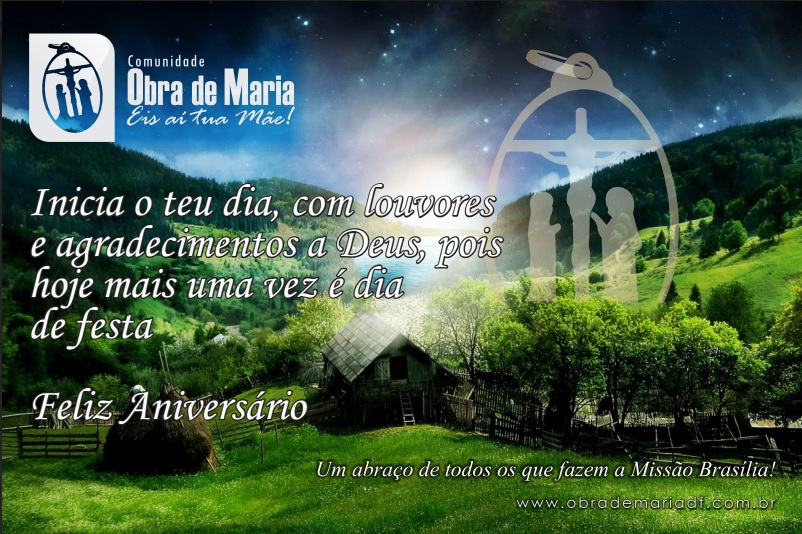 Comunidade
Obra de Maria
Eis aí tua Mãe!
Inicia o teu dia, com louvores
e agradecimentos a Deus, pois
hoje mais uma vez é dia
de festa
Feliz Aniversário
Um abraço de todos os que fazem a Missão Brasília!
www.obrademariadf.com.br